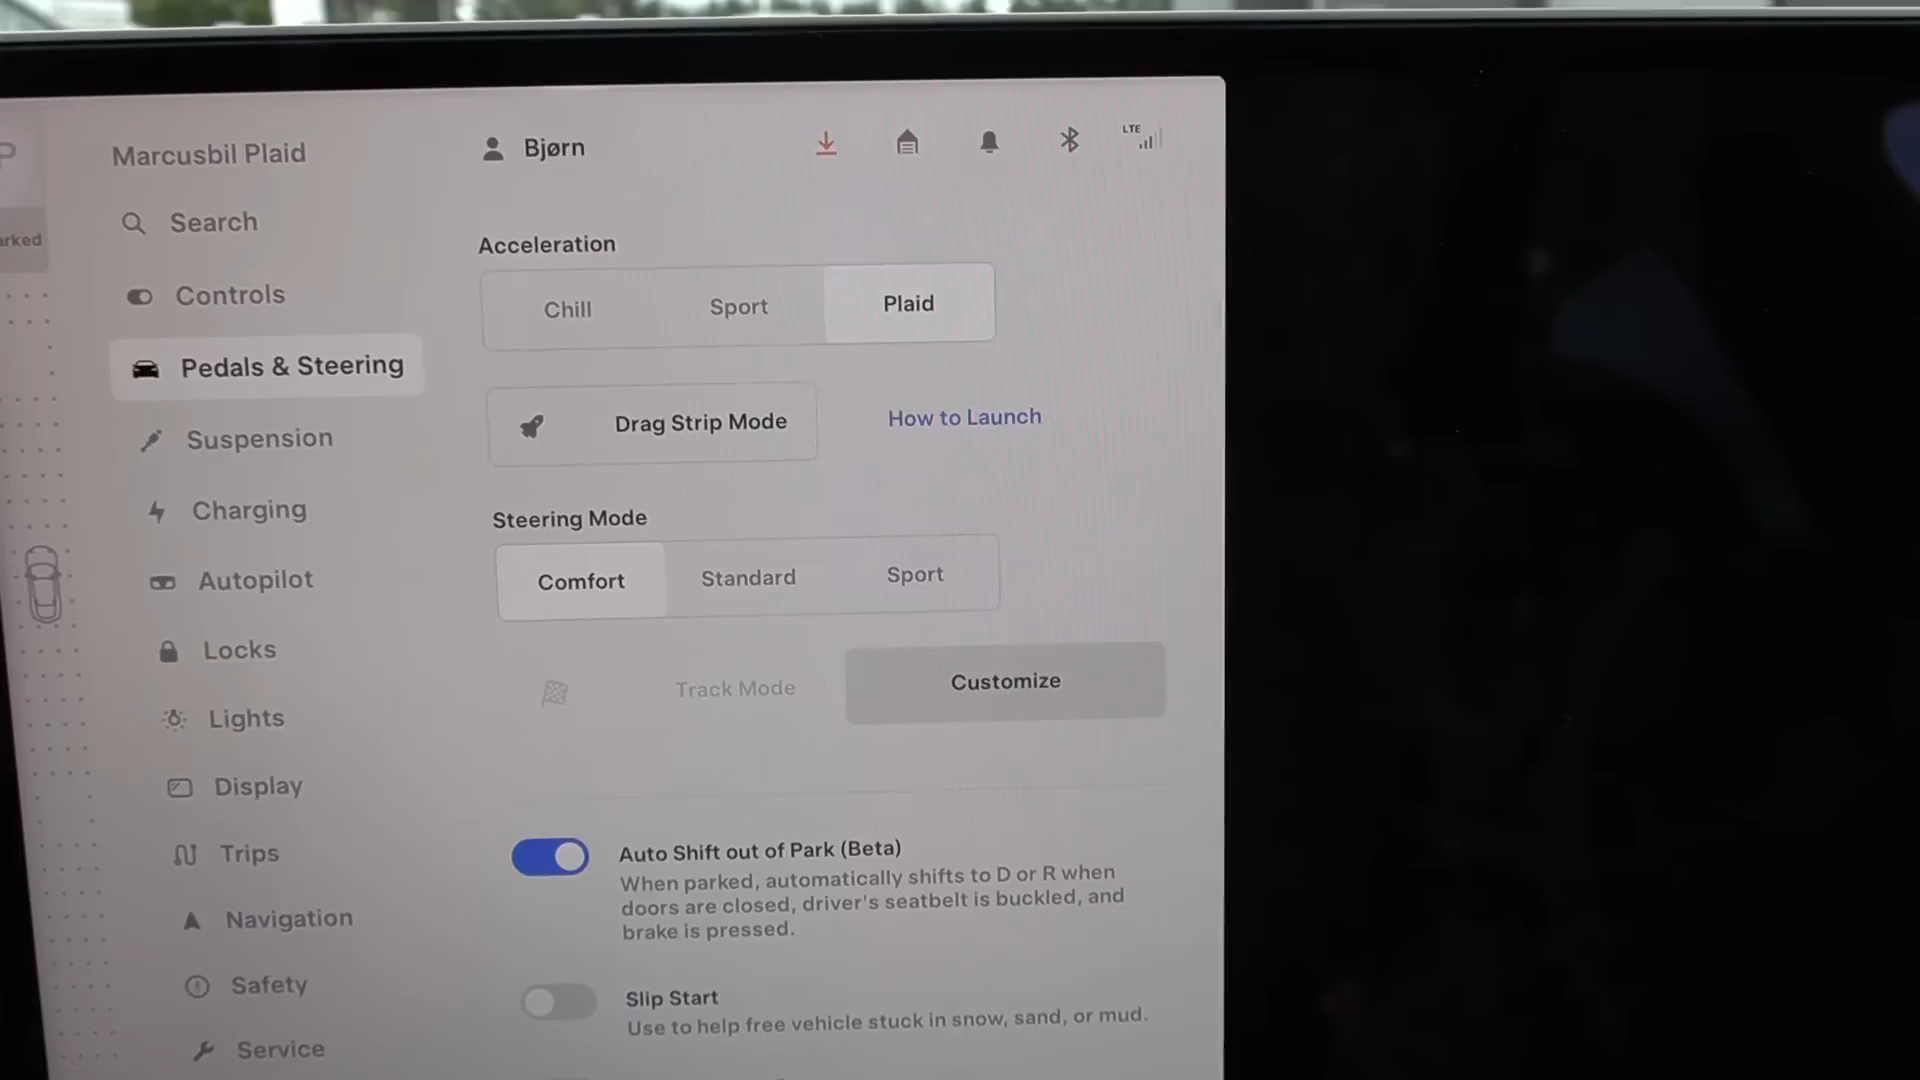 P
arked
Marcusbil Plaid
Bjørn
LTE
Search
Controls
Pedals & Steering
Suspension
Charging
Autopilot
Locks
Lights
Display
Trips
Navigation
Safety
Service
Acceleration
Chill
Sport
Plaid
Drag Strip Mode
How to Launch
Steering Mode
Comfort
Standard
Sport
Track Mode
Customize
Auto Shift out of Park (Beta)
When parked, automatically shifts to D or R when
doors are closed, driver's seatbelt is buckled, and
brake is pressed.
Slip Start
Use to help free vehicle stuck in snow, sand, or mud.